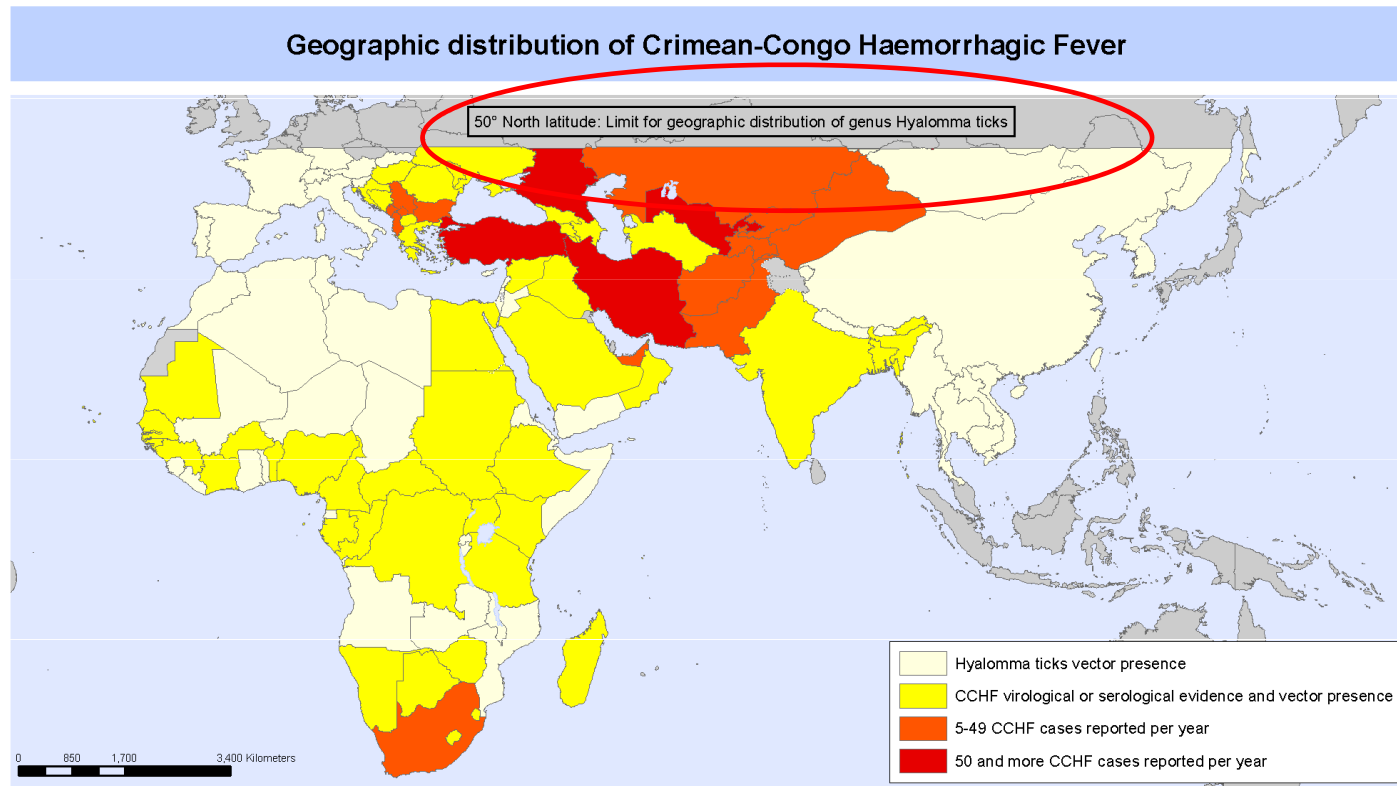 Geographic distribution of Crimean-Congo Haemorrhagic Fever
50° North latitude: Limit for geographic distribution of genus Hyalomma ticks
Hyalomma ticks vector presence
CCHF virological or serological evidence and vector presence
5-49 CCHF cases reported per year
50 and more CCHF cases reported per year
0 850 1,700 3,400 Kilometers